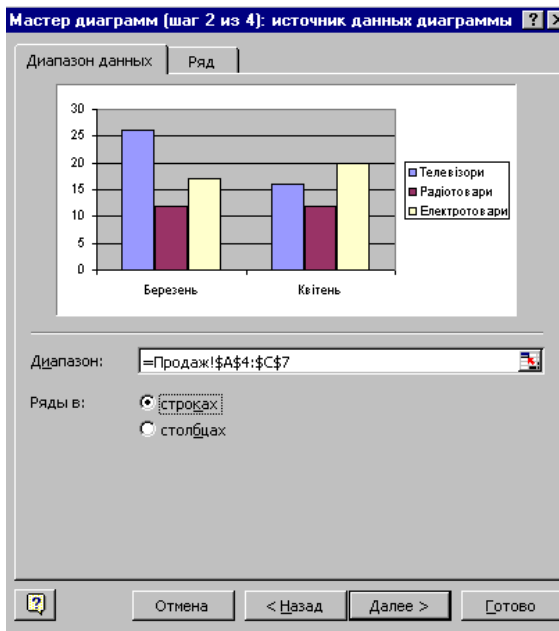 Мастер диаграмм (шаг 2 из 4): источник данных диаграммы
Диапазон данных
Ряд
30
25
20
15
10
5
0
Березень
Квітень
Телевізори
Радіотовари
Електротовари
Диапазон:
=Продаж!$A$4:$C$7
Ряды в:
строках
столбцах
Отмена
< Назад
Далее >
Готово